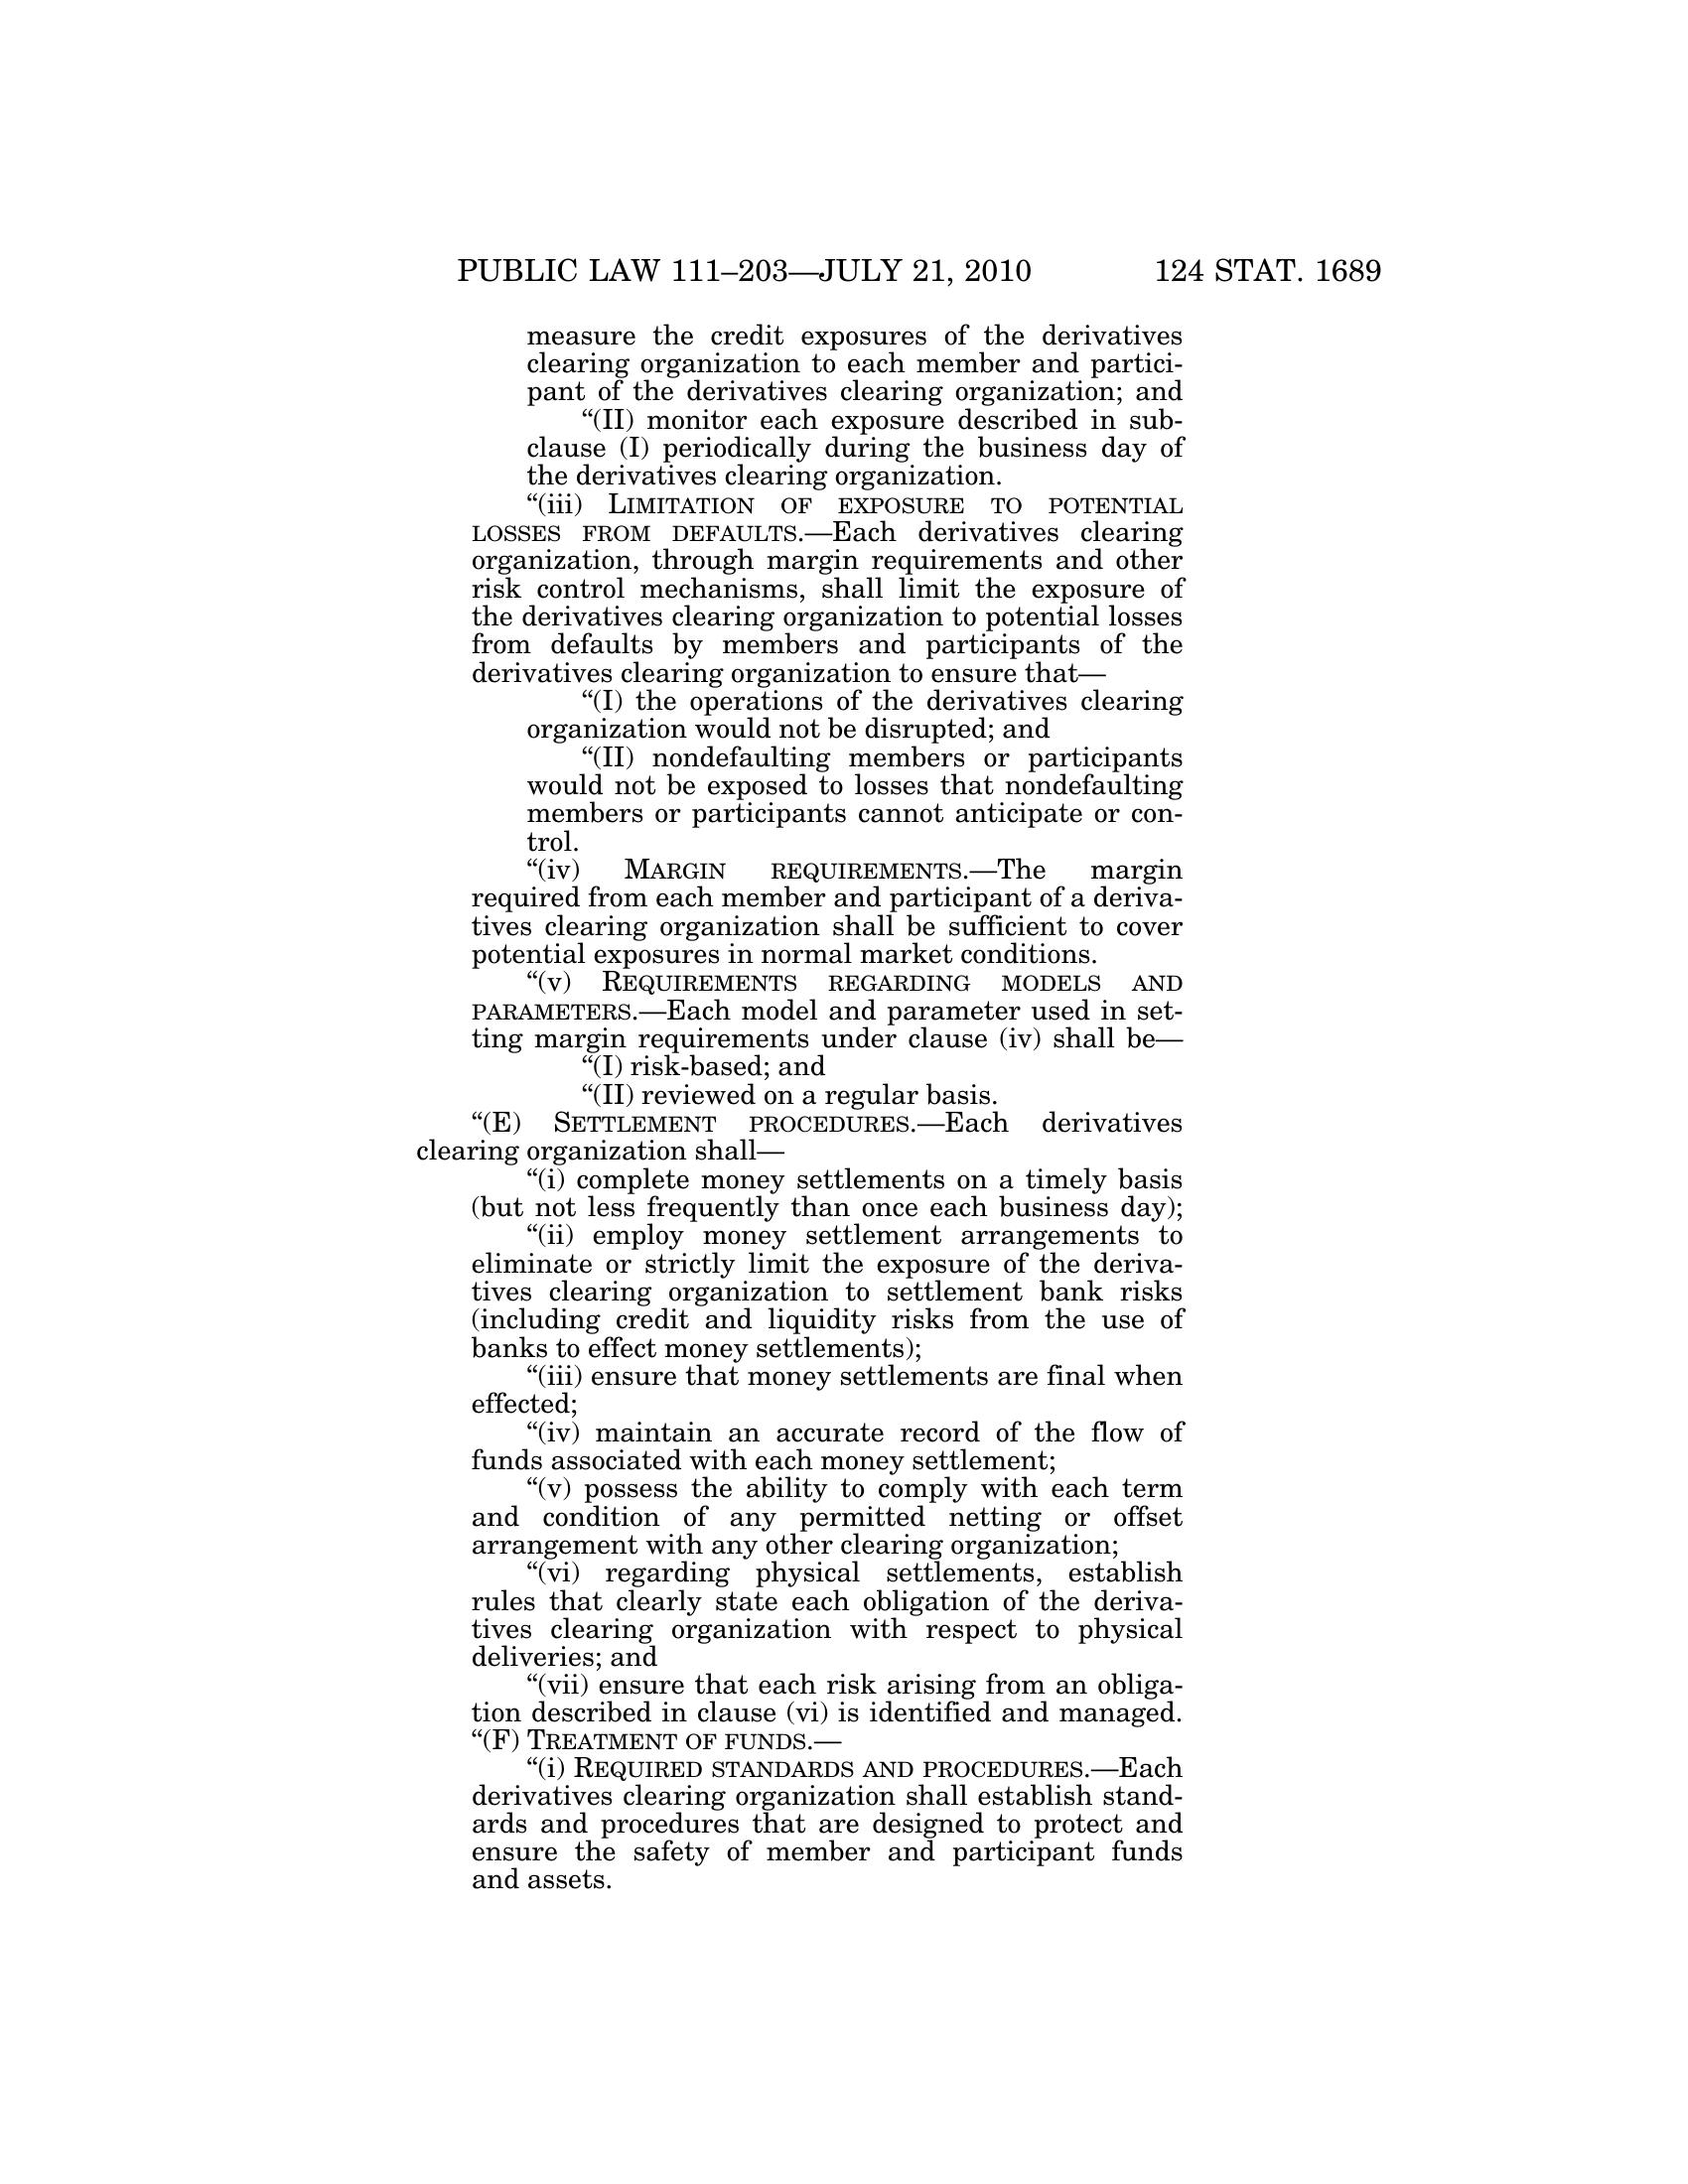 PUBLIC LAW 111–203—JULY 21, 2010 124 STAT. 1689
measure the credit exposures of the derivatives
clearing organization to each member and partici-
pant of the derivatives clearing organization; and
“(II) monitor each exposure described in sub-
clause (I) periodically during the business day of
the derivatives clearing organization.
“(iii) LIMITATION OF EXPOSURE TO POTENTIAL
LOSSES FROM DEFAULTS.—Each derivatives clearing
organization, through margin requirements and other
risk control mechanisms, shall limit the exposure of
the derivatives clearing organization to potential losses
from defaults by members and participants of the
derivatives clearing organization to ensure that—
“(I) the operations of the derivatives clearing
organization would not be disrupted; and
“(II) nondefaulting members or participants
would not be exposed to losses that nondefaulting
members or participants cannot anticipate or con-
trol.
“(iv) MARGIN REQUIREMENTS.—The margin
required from each member and participant of a deriva-
tives clearing organization shall be sufficient to cover
potential exposures in normal market conditions.
“(v) REQUIREMENTS REGARDING MODELS AND
PARAMETERS.—Each model and parameter used in set-
ting margin requirements under clause (iv) shall be—
“(I) risk-based; and
“(II) reviewed on a regular basis.
“(E) SETTLEMENT PROCEDURES.—Each derivatives
clearing organization shall—
“(i) complete money settlements on a timely basis
(but not less frequently than once each business day);
“(ii) employ money settlement arrangements to
eliminate or strictly limit the exposure of the deriva-
tives clearing organization to settlement bank risks
(including credit and liquidity risks from the use of
banks to effect money settlements);
“(iii) ensure that money settlements are final when
effected;
“(iv) maintain an accurate record of the flow of
funds associated with each money settlement;
“(v) possess the ability to comply with each term
and condition of any permitted netting or offset
arrangement with any other clearing organization;
“(vi) regarding physical settlements, establish
rules that clearly state each obligation of the deriva-
tives clearing organization with respect to physical
deliveries; and
“(vii) ensure that each risk arising from an obliga-
tion described in clause (vi) is identified and managed.
“(F) TREATMENT OF FUNDS.—
“(i) REQUIRED STANDARDS AND PROCEDURES.—Each
derivatives clearing organization shall establish stand-
ards and procedures that are designed to protect and
ensure the safety of member and participant funds
and assets.